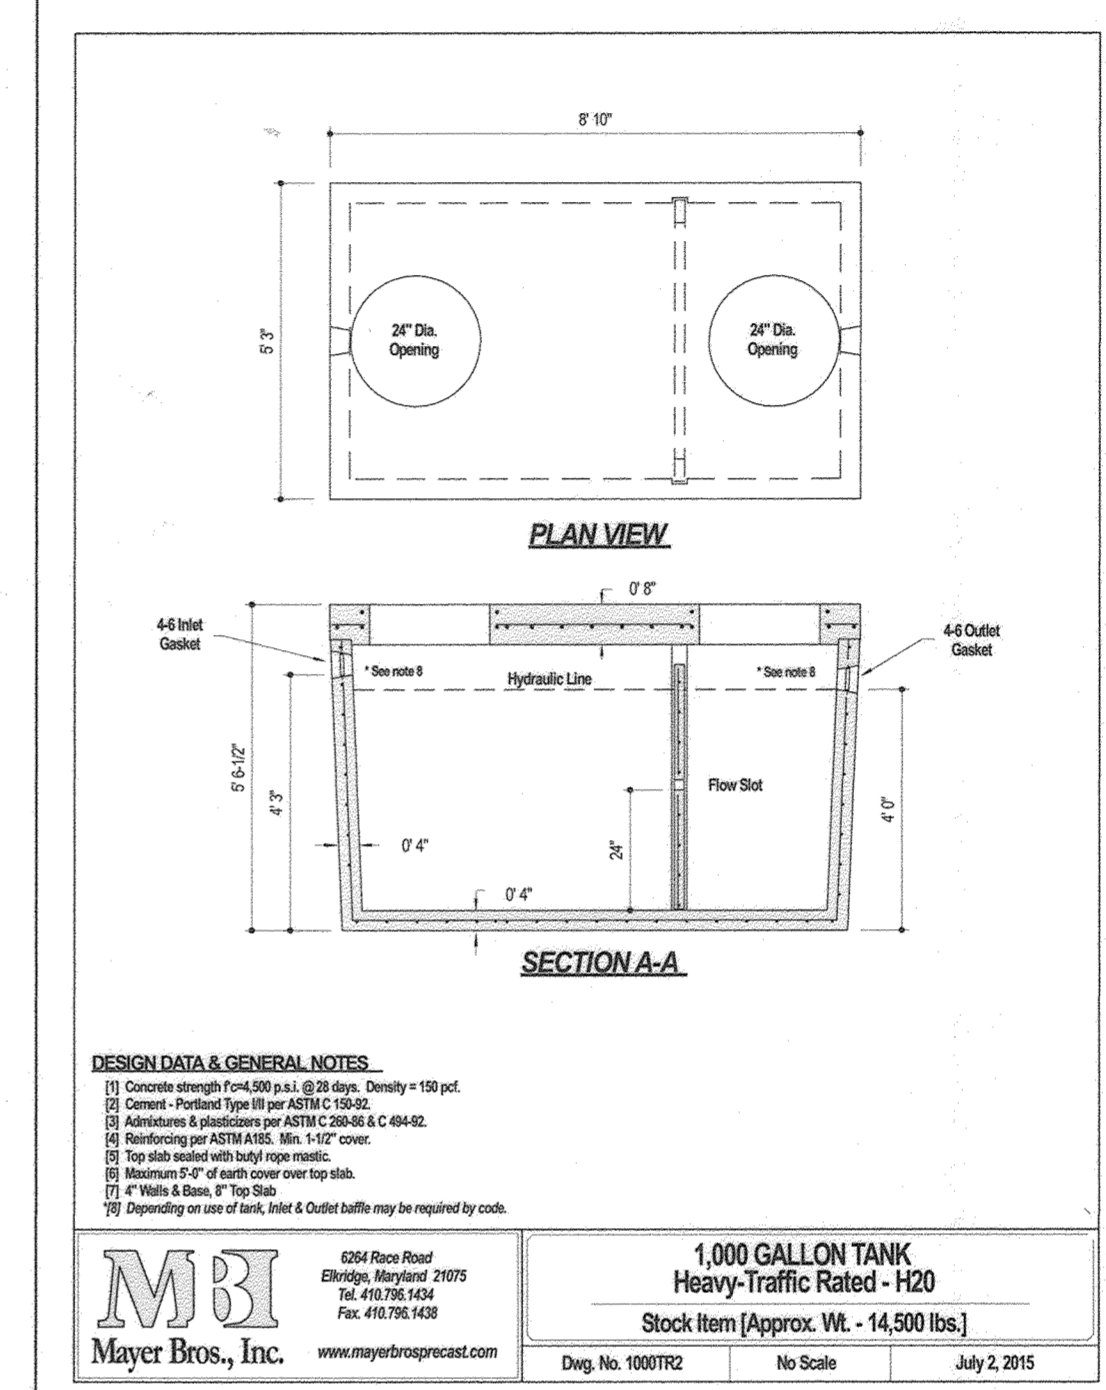 8' 10"
5' 3"
24" Dia.
Opening
24" Dia.
Opening
PLAN VIEW
0' 8"
4-6 Inlet
Gasket
4-6 Outlet
Gasket
* See note 8
Hydraulic Line
* See note 8
5' 6-1/2"
4' 3"
0' 4"
24"
Flow Slot
4' 0"
0' 4"
SECTION A-A
DESIGN DATA & GENERAL NOTES
[1] Concrete strength f'c=4,500 p.s.i. @ 28 days. Density = 150 pcf.
[2] Cement - Portland Type I/II per ASTM C 150-92.
[3] Admixtures & plasticizers per ASTM C 260-86 & C 494-92.
[4] Reinforcing per ASTM A185. Min. 1-1/2" cover.
[5] Top slab sealed with butyl rope mastic.
[6] Maximum 5'-0" of earth cover over top slab.
[7] 4" Walls & Base, 8" Top Slab
*[8] Depending on use of tank, Inlet & Outlet baffle may be required by code.
MBI
Mayer Bros., Inc.
6264 Race Road
Elkridge, Maryland 21075
Tel. 410.796.1434
Fax. 410.796.1438
www.mayerbrosprecast.com
1,000 GALLON TANK
Heavy-Traffic Rated - H20
Stock Item [Approx. Wt. - 14,500 lbs.]
Dwg. No. 1000TR2
No Scale
July 2, 2015